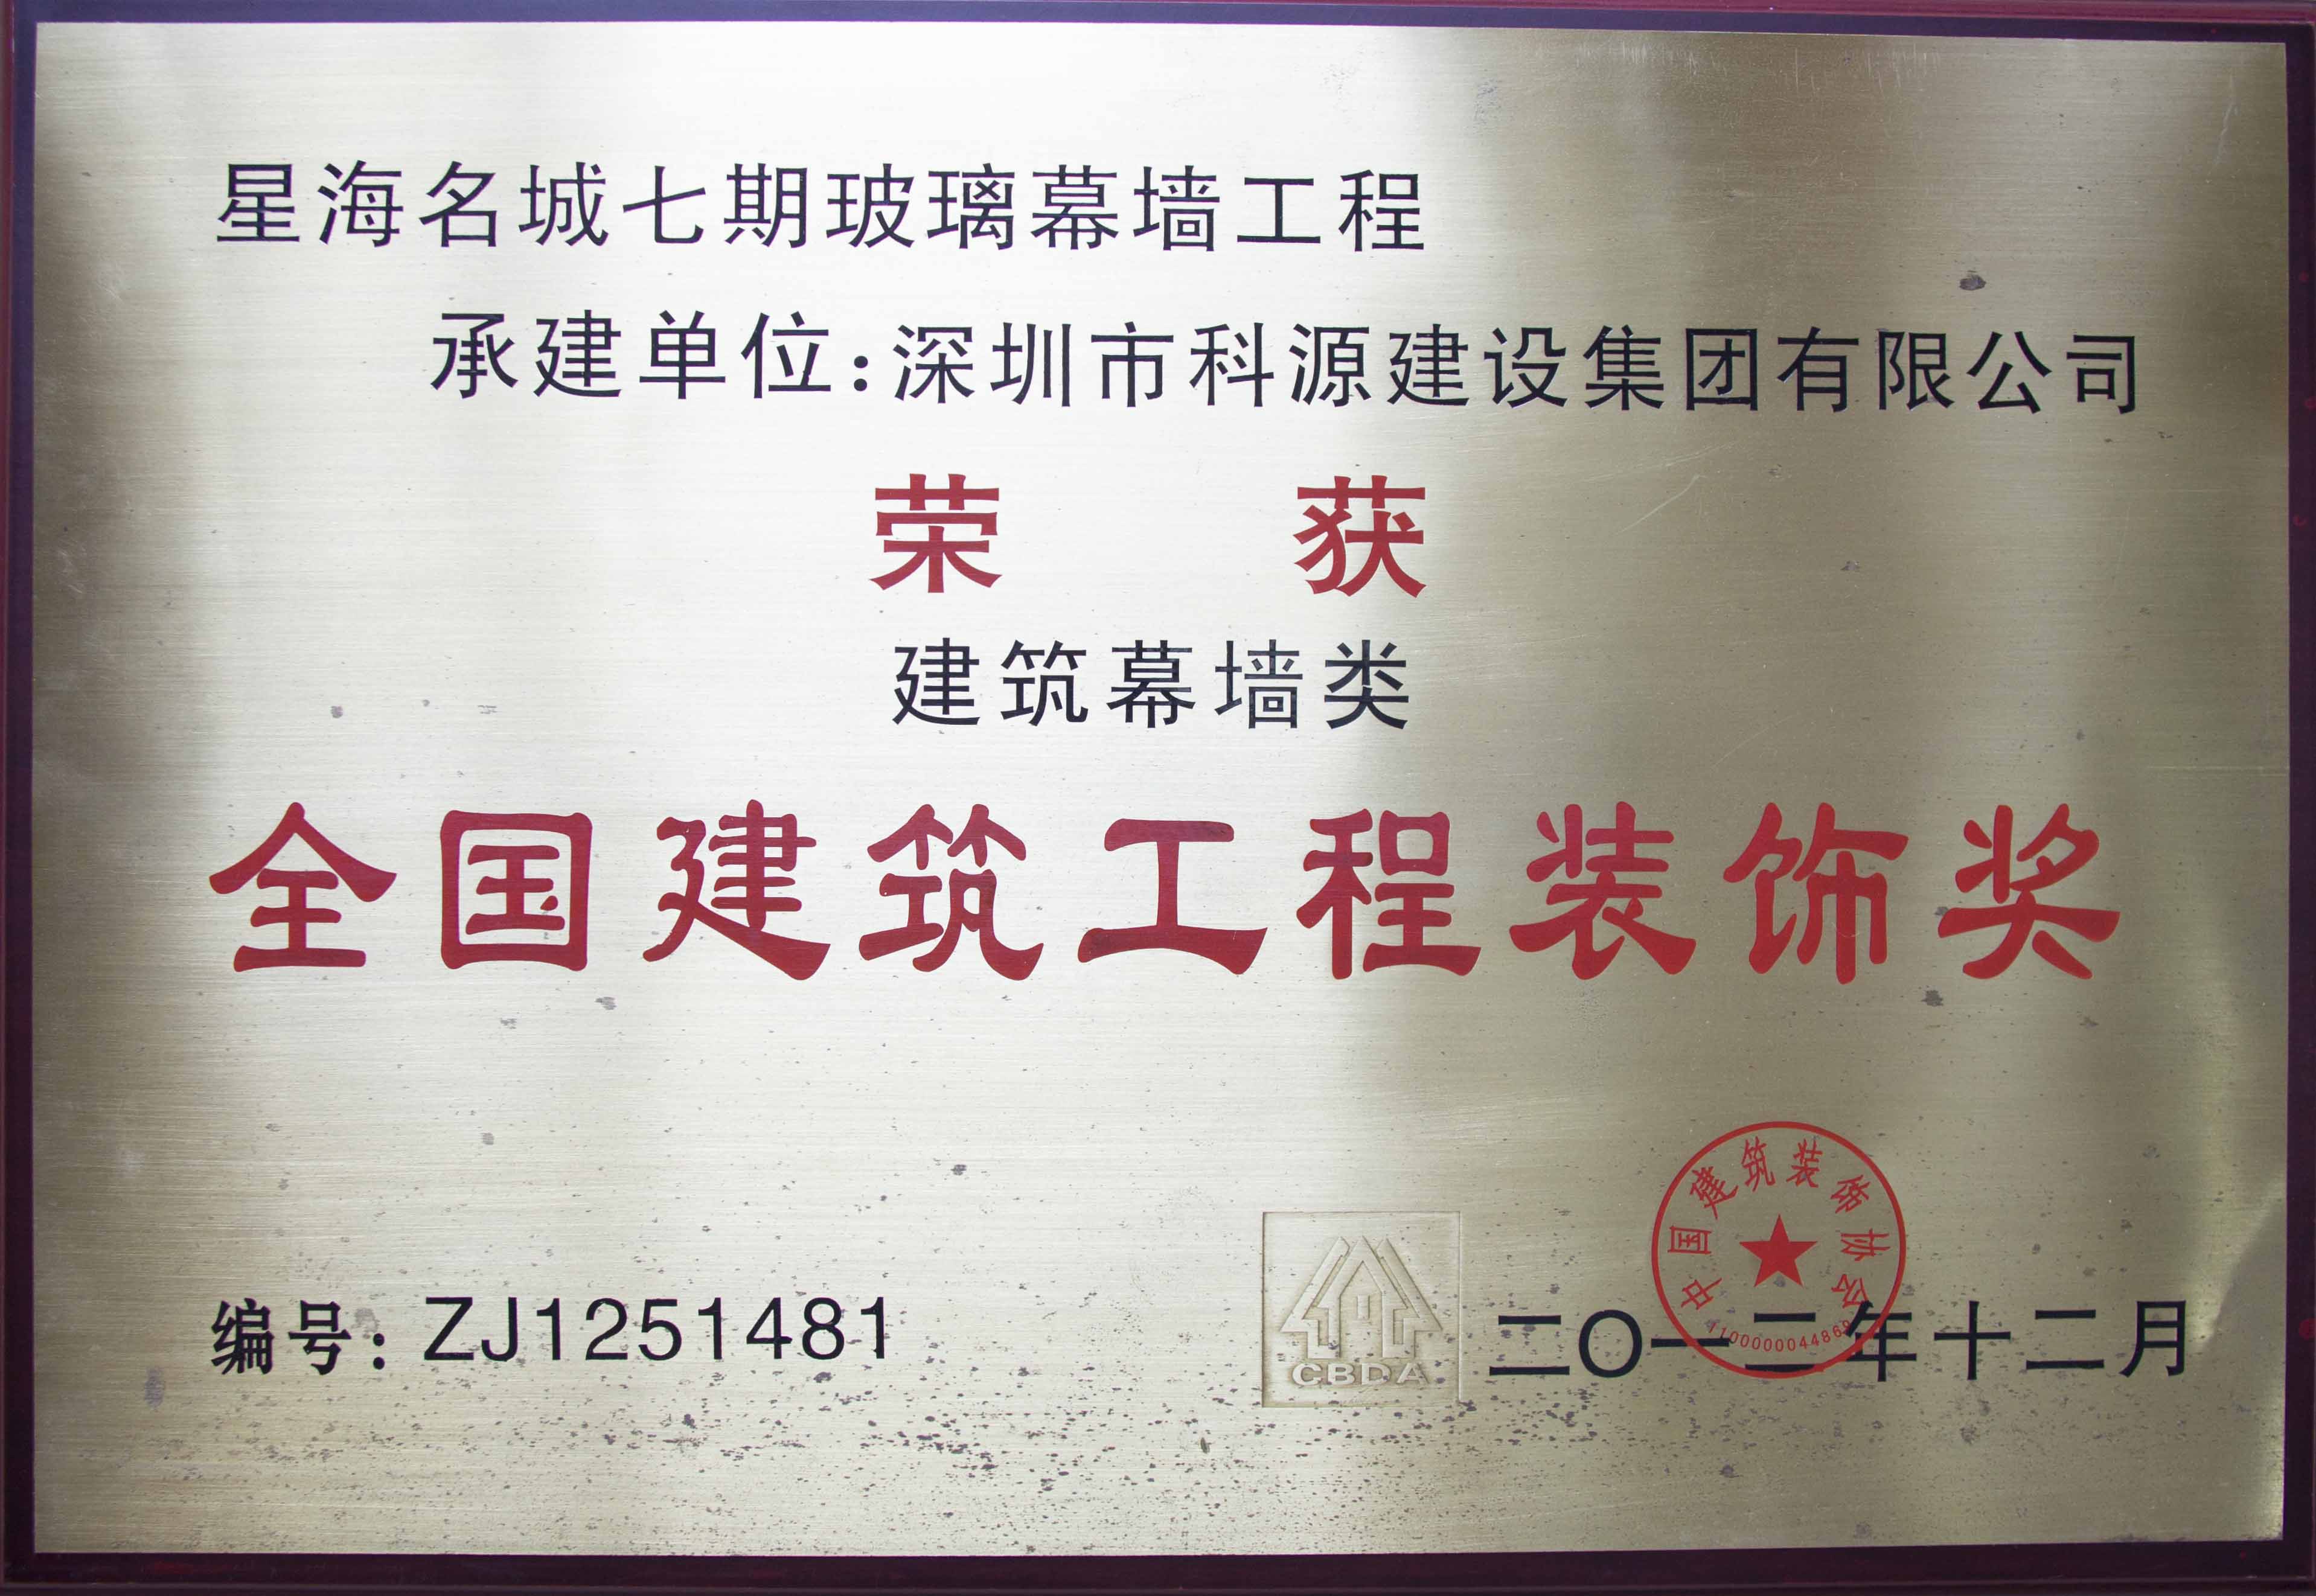 星海名城七期玻璃幕墙工程
承建单位:深圳市科源建设集团有限公司
荣 获
建筑幕墙类
全国建筑工程装饰奖
中国建筑装饰协会
编号: ZJ1251481
CBDA
二〇一二年十二月